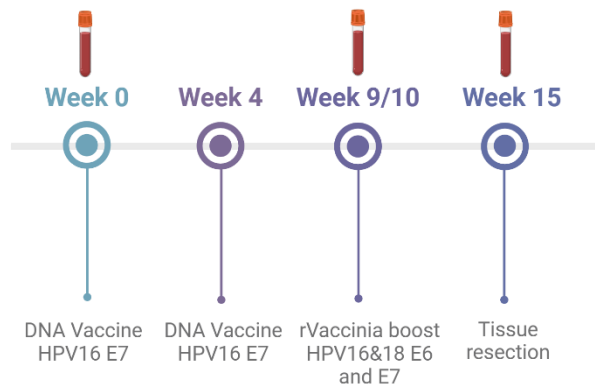 Week 0
Week 4
Week 9/10
Week 15
DNA Vaccine
HPV16 E7
DNA Vaccine
HPV16 E7
rVaccinia boost
HPV16&18 E6
and E7
Tissue
resection